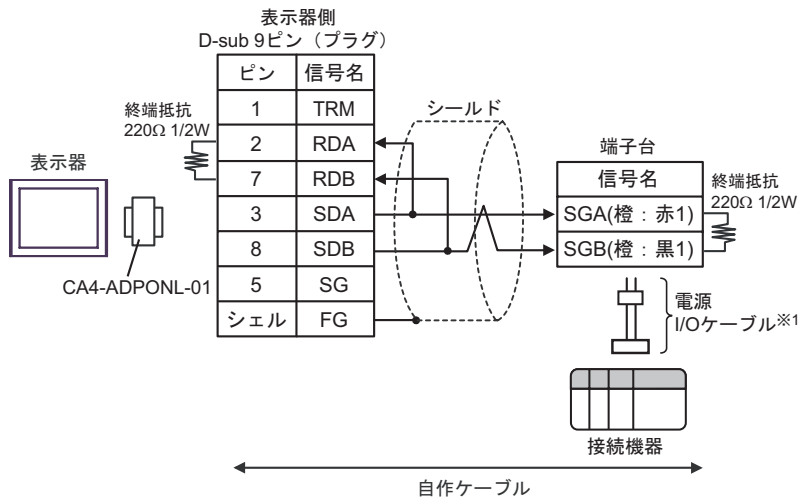 表示器側
D-sub 9ピン（プラグ）
ピン 信号名
1 TRM
2 RDA
7 RDB
3 SDA
8 SDB
5 SG
シェル FG
終端抵抗
220Ω 1/2W
表示器
CA4-ADPONL-01
シールド
端子台
信号名
SGA(橙：赤1)
SGB(橙：黒1)
終端抵抗
220Ω 1/2W
電源
I/Oケーブル※1
接続機器
自作ケーブル